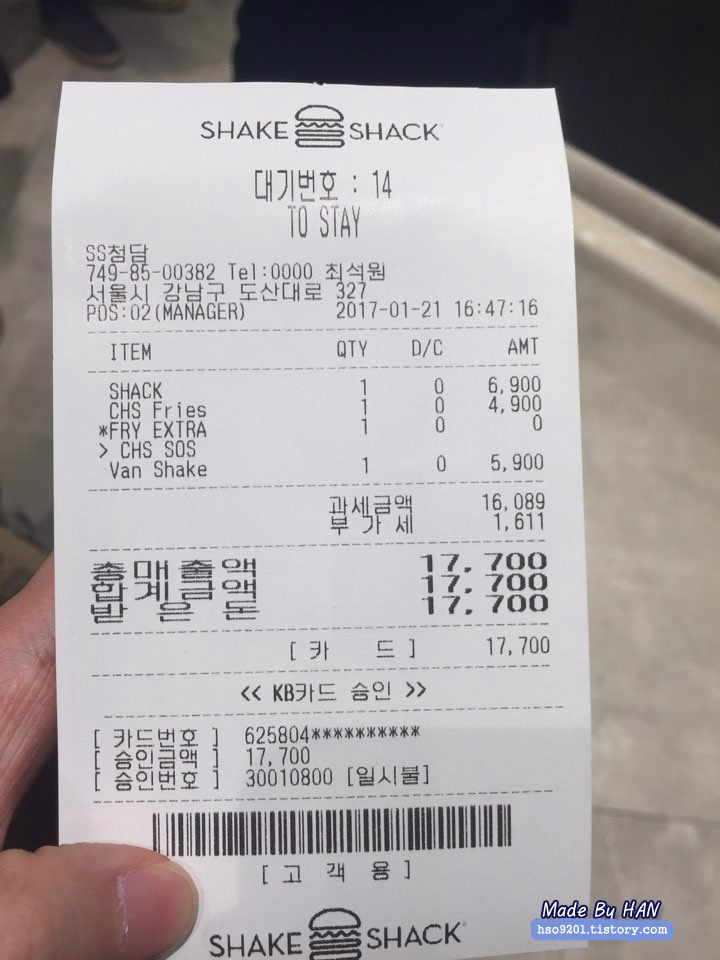 SHAKE SHACK
대기번호 : 14
TO STAY
SS청담
749-85-00382 Tel:0000 최석원
서울시 강남구 도산대로 327
POS:02(MANAGER) 2017-01-21 16:47:16
ITEM QTY D/C AMT
SHACK 1 0 6,900
CHS Fries 1 0 4,900
*FRY EXTRA 1 0 0
> CHS SOS
Van Shake 1 0 5,900
과세금액 16,089
부 가 세 1,611
총 매 출 액 17,700
합 계 금 액 17,700
받 은 돈 17,700
[ 카 드 ] 17,700
<< KB카드 승인 >>
[ 카드번호 ] 625804**********
[ 승인금액 ] 17,700
[ 승인번호 ] 30010800 [일시불]
[ 고 객 용 ]
SHAKE SHACK
Made By HAN
hso9201.tistory.com